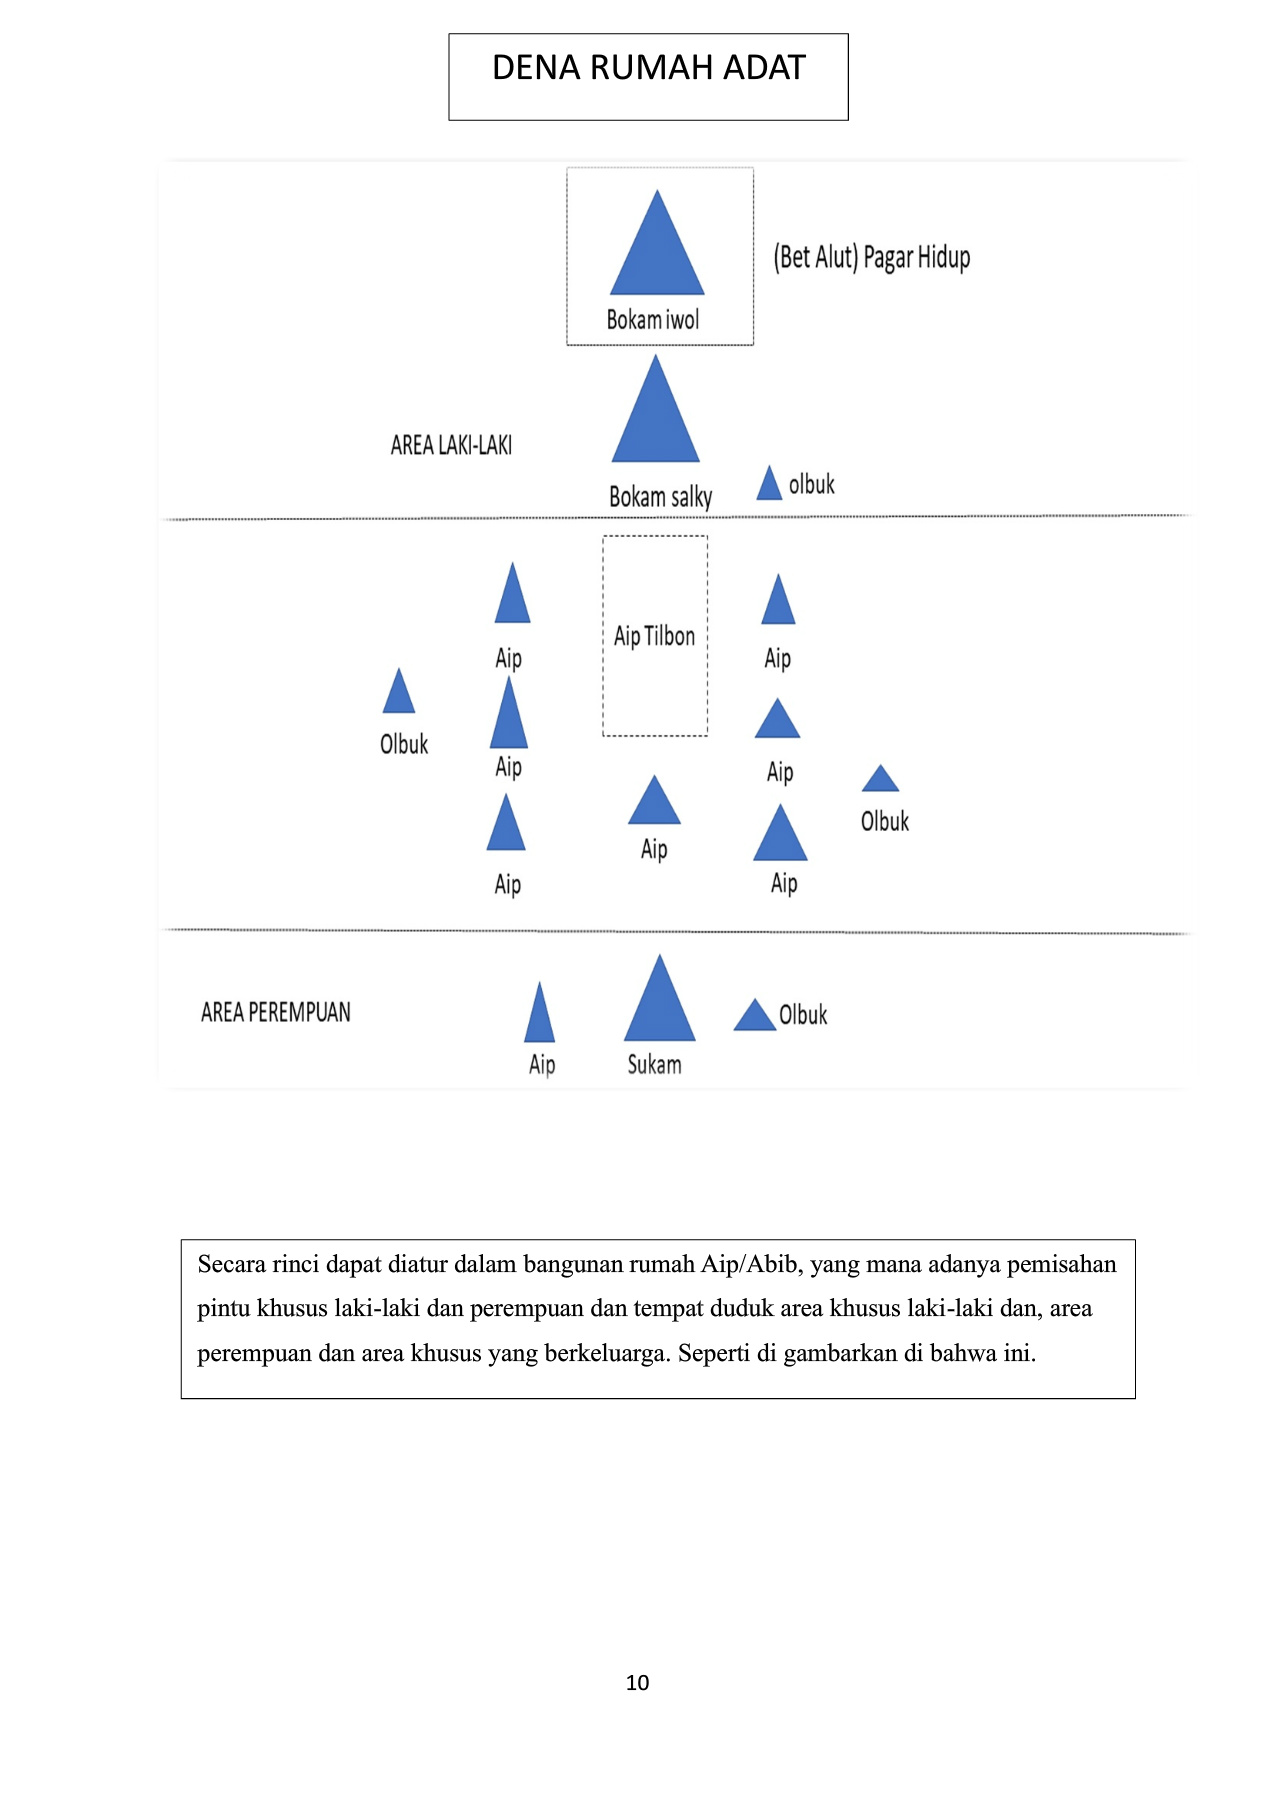 DENA RUMAH ADAT
(Bet Alut) Pagar Hidup
Bokam iwol
AREA LAKI-LAKI
Bokam salky
olbuk
Aip Tilbon
Aip
Aip
Olbuk
Aip
Aip
Olbuk
Aip
Aip
Aip
AREA PEREMPUAN
Olbuk
Aip
Sukam
Secara rinci dapat diatur dalam bangunan rumah Aip/Abib, yang mana adanya pemisahan
pintu khusus laki-laki dan perempuan dan tempat duduk area khusus laki-laki dan, area
perempuan dan area khusus yang berkeluarga. Seperti di gambarkan di bahwa ini.
10